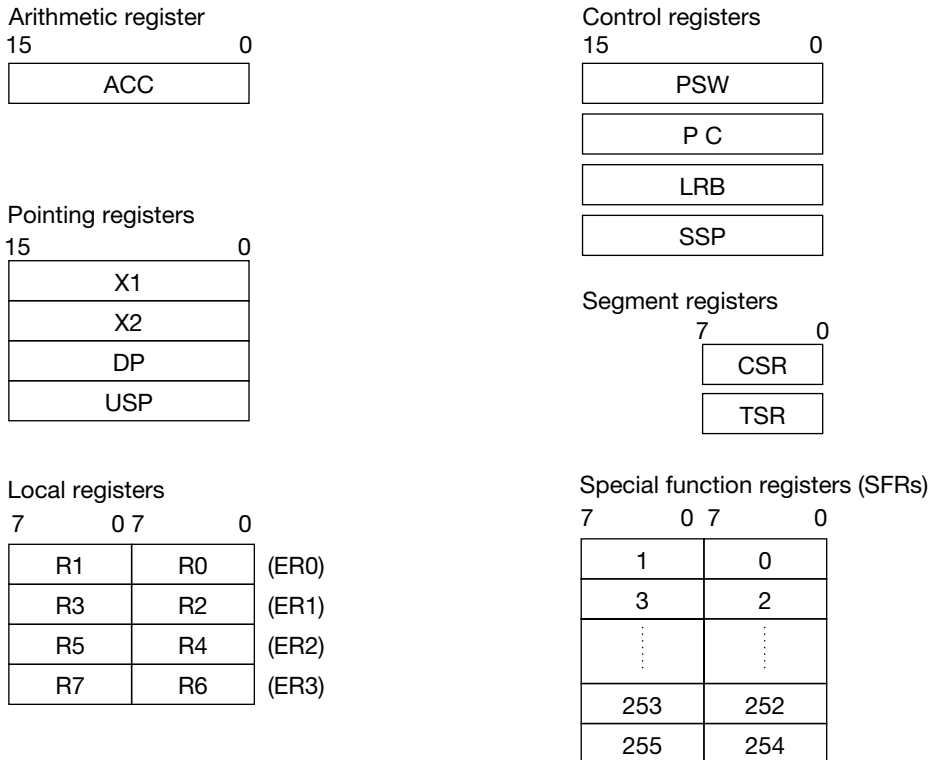 Arithmetic register
15 0
ACC
Pointing registers
15 0
X1
X2
DP
USP
Local registers
7 0 7 0
R1 R0 (ER0)
R3 R2 (ER1)
R5 R4 (ER2)
R7 R6 (ER3)
Control registers
15 0
PSW
P C
LRB
SSP
Segment registers
7 0
CSR
TSR
Special function registers (SFRs)
7 0 7 0
1 0
3 2
253 252
255 254